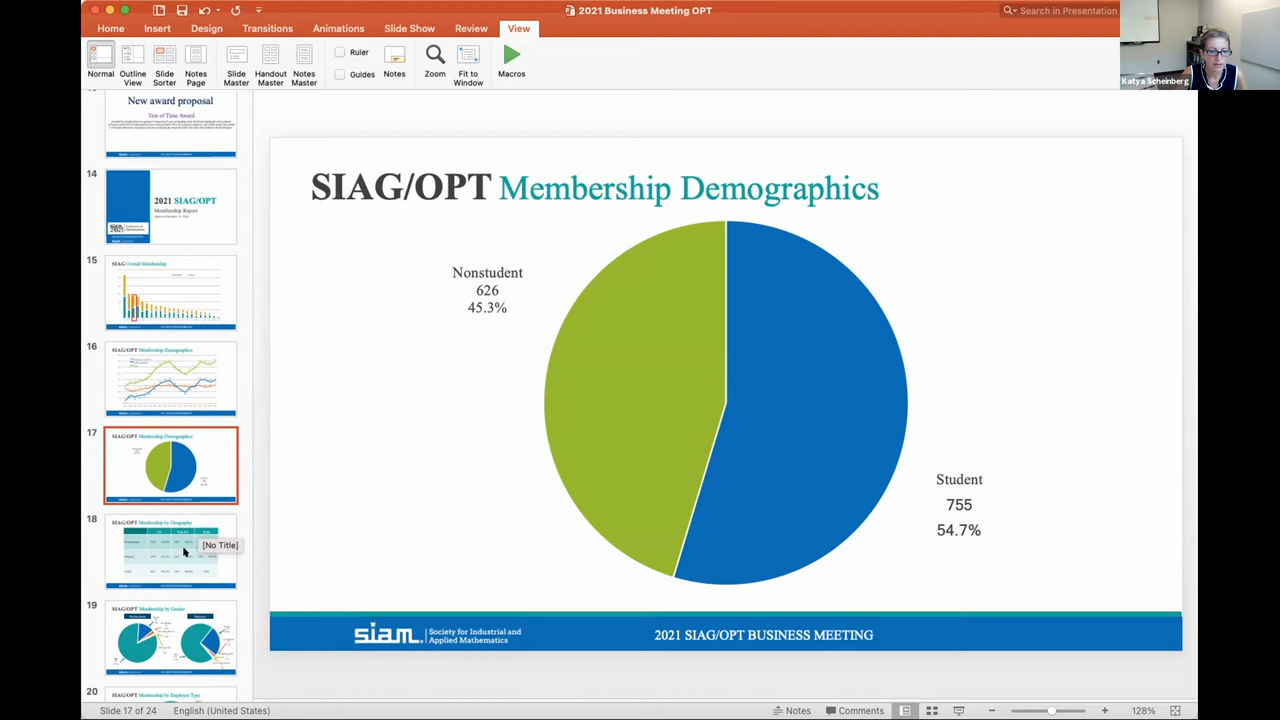 2021 Business Meeting OPT
Search in Presentation
Home Insert Design Transitions Animations Slide Show Review View
Normal
Outline View
Slide Sorter
Notes Page
Slide Master
Handout Master
Notes Master
Ruler
Guides
Notes
Zoom
Fit to Window
Macros
Katya Scheinberg
New award proposal
Test of Time Award
14
2021 SIAG/OPT
Membership Report
15
SIAG Overall Membership
16
SIAG/OPT Membership Demographics
17
SIAG/OPT Membership Demographics
18
SIAG/OPT Membership by Geography
[No Title]
19
SIAG/OPT Membership by Gender
20
SIAG/OPT Membership by Employer Type
SIAG/OPT Membership Demographics
Nonstudent
626
45.3%
Student
755
54.7%
siam. Society for Industrial and
Applied Mathematics
2021 SIAG/OPT BUSINESS MEETING
Slide 17 of 24 English (United States) Notes Comments 128%